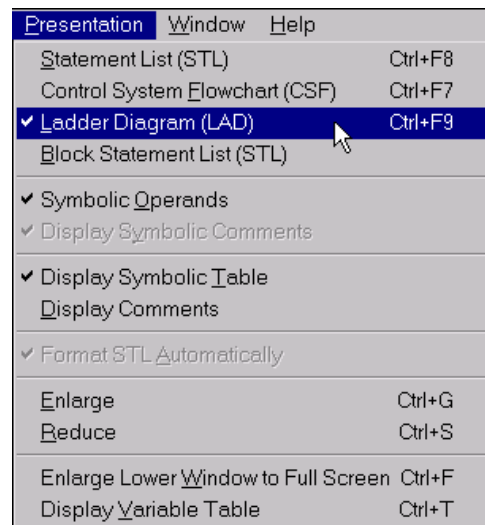 Presentation Window Help
Statement List (STL) Ctrl+F8
Control System Flowchart (CSF) Ctrl+F7
Ladder Diagram (LAD) Ctrl+F9
Block Statement List (STL)
Symbolic Operands
Display Symbolic Comments
Display Symbolic Table
Display Comments
Format STL Automatically
Enlarge Ctrl+G
Reduce Ctrl+S
Enlarge Lower Window to Full Screen Ctrl+F
Display Variable Table Ctrl+T